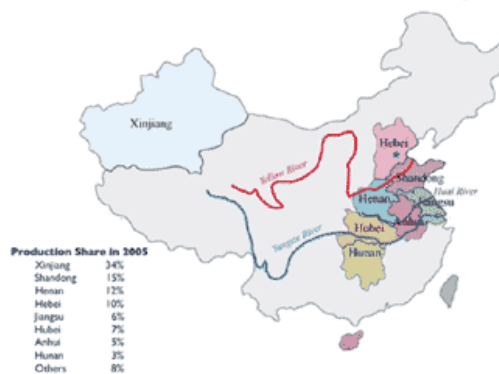 Xinjiang
Hebei
Yellow River
Shandong
Huai River
Henan
Jiangsu
Anhui
Yangtze River
Hobei
Hunan
Production Share in 2005
Xinjiang 34%
Shandong 15%
Henan 12%
Hebei 10%
Jiangsu 6%
Hubei 7%
Anhui 5%
Hunan 3%
Others 8%